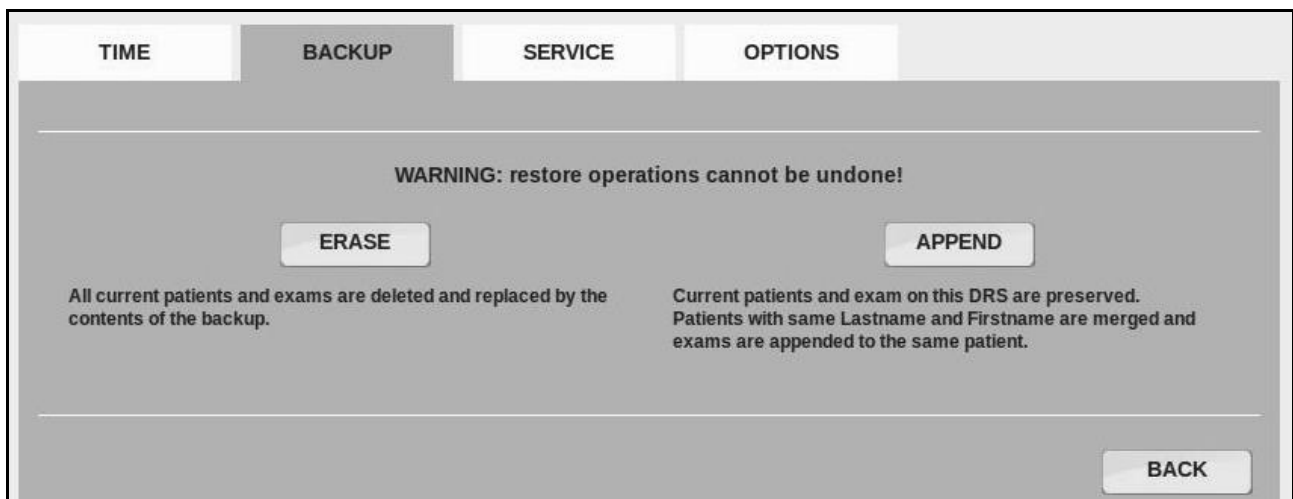 TIME BACKUP SERVICE OPTIONS
WARNING: restore operations cannot be undone!
ERASE APPEND
All current patients and exams are deleted and replaced by the
contents of the backup.
Current patients and exam on this DRS are preserved.
Patients with same Lastname and Firstname are merged and
exams are appended to the same patient.
BACK